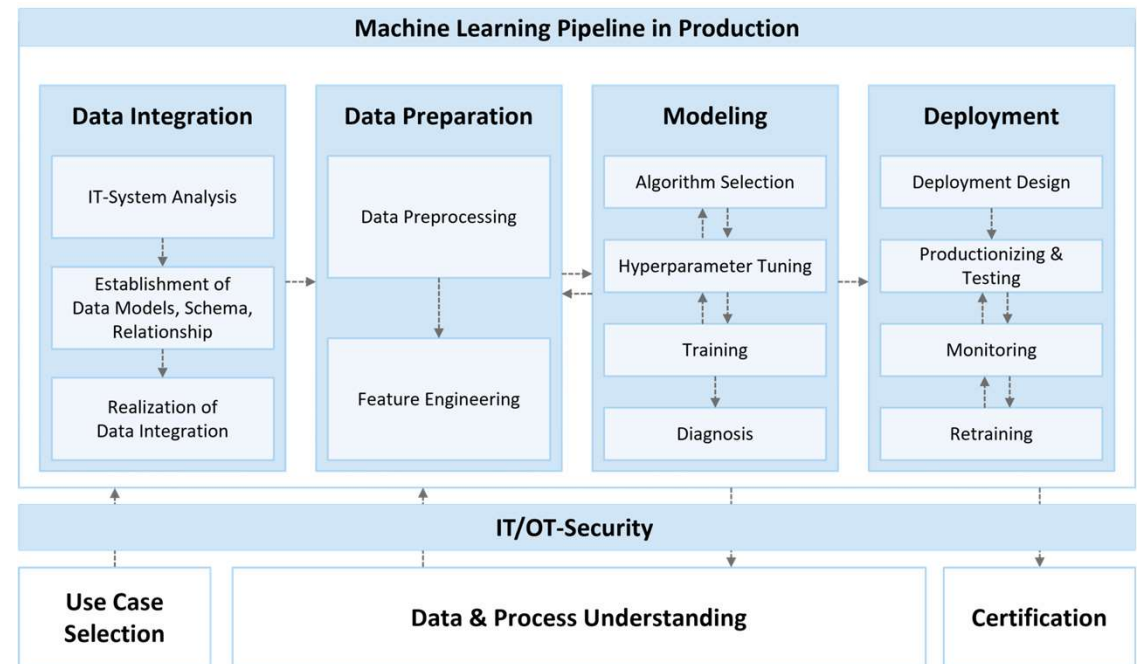 Machine Learning Pipeline in Production
Data Integration
IT-System Analysis
Establishment of
Data Models, Schema,
Relationship
Realization of
Data Integration
Data Preparation
Data Preprocessing
Feature Engineering
Modeling
Algorithm Selection
Hyperparameter Tuning
Training
Diagnosis
Deployment
Deployment Design
Productionizing &
Testing
Monitoring
Retraining
IT/OT-Security
Use Case
Selection
Data & Process Understanding
Certification